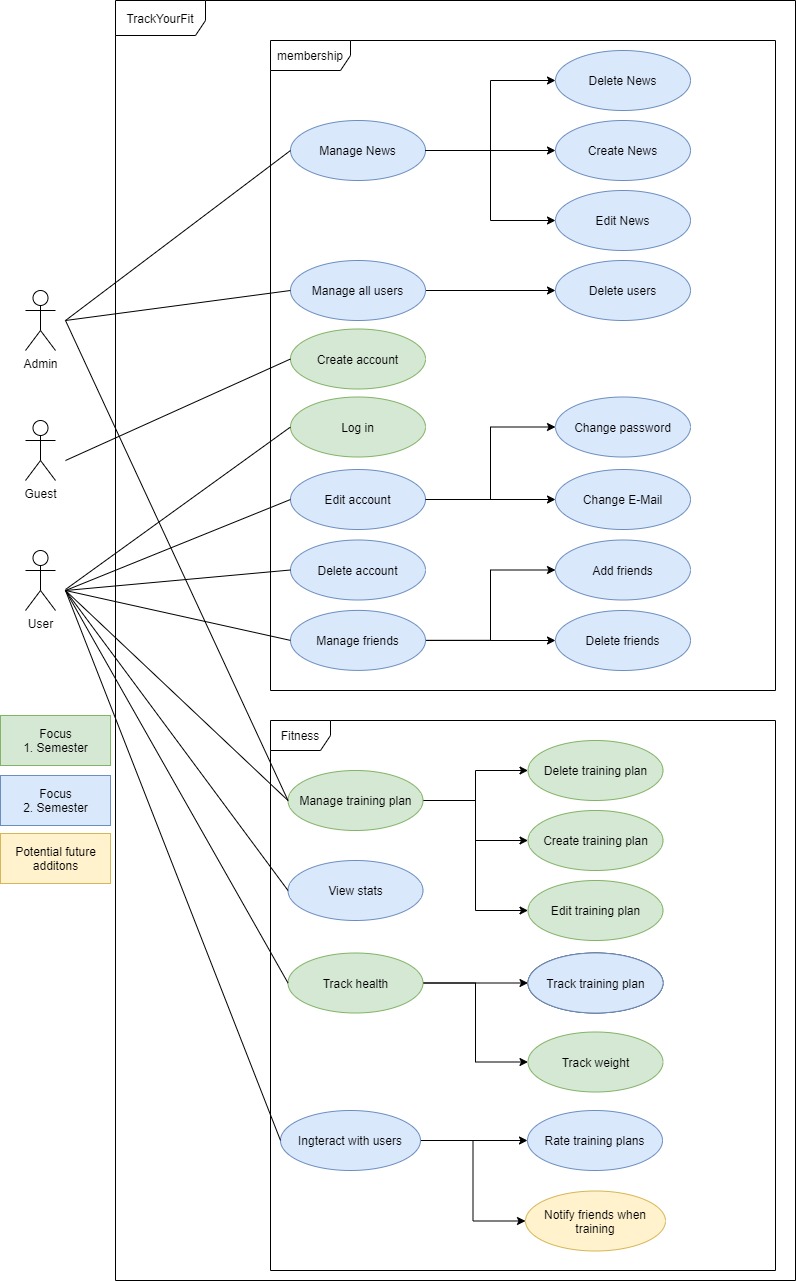 TrackYourFit
membership
Delete News
Manage News
Create News
Edit News
Manage all users
Delete users
Admin
Create account
Guest
Log in
Change password
Edit account
Change E-Mail
User
Delete account
Add friends
Manage friends
Delete friends
Focus
1. Semester
Focus
2. Semester
Potential future
additons
Fitness
Delete training plan
Manage training plan
Create training plan
View stats
Edit training plan
Track health
Track training plan
Track weight
Ingteract with users
Rate training plans
Notify friends when
training